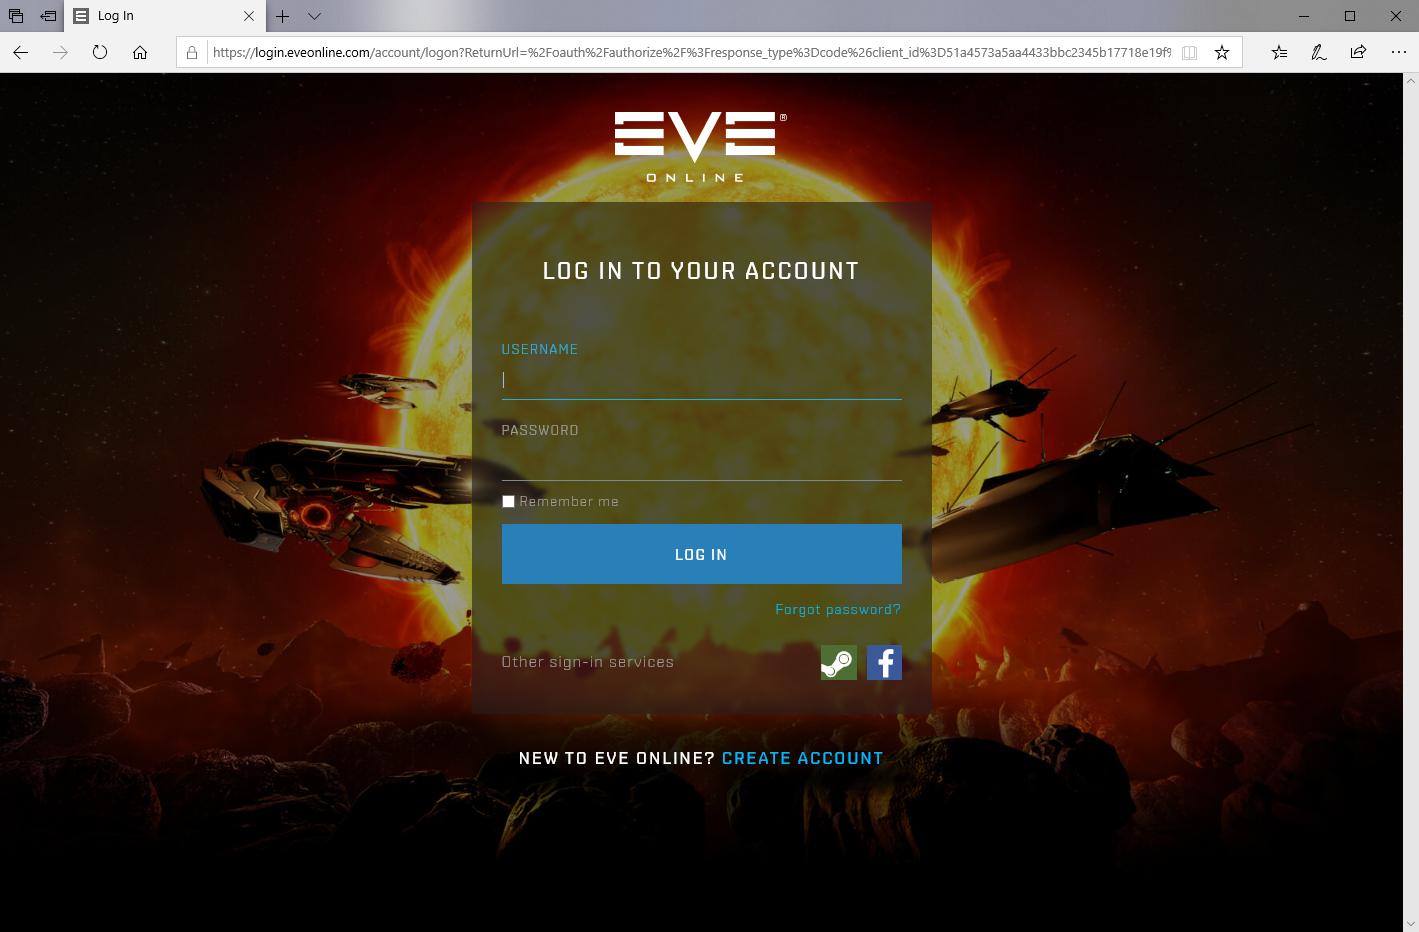 Log In
https://login.eveonline.com/account/logon?ReturnUrl=%2Foauth%2Fauthorize%2F%3Fresponse_type%3Dcode%26client_id%3D51a4573a5aa4433bbc2345b17718e19f9
EVE®
ONLINE
LOG IN TO YOUR ACCOUNT
USERNAME
PASSWORD
Remember me
LOG IN
Forgot password?
Other sign-in services
NEW TO EVE ONLINE? CREATE ACCOUNT